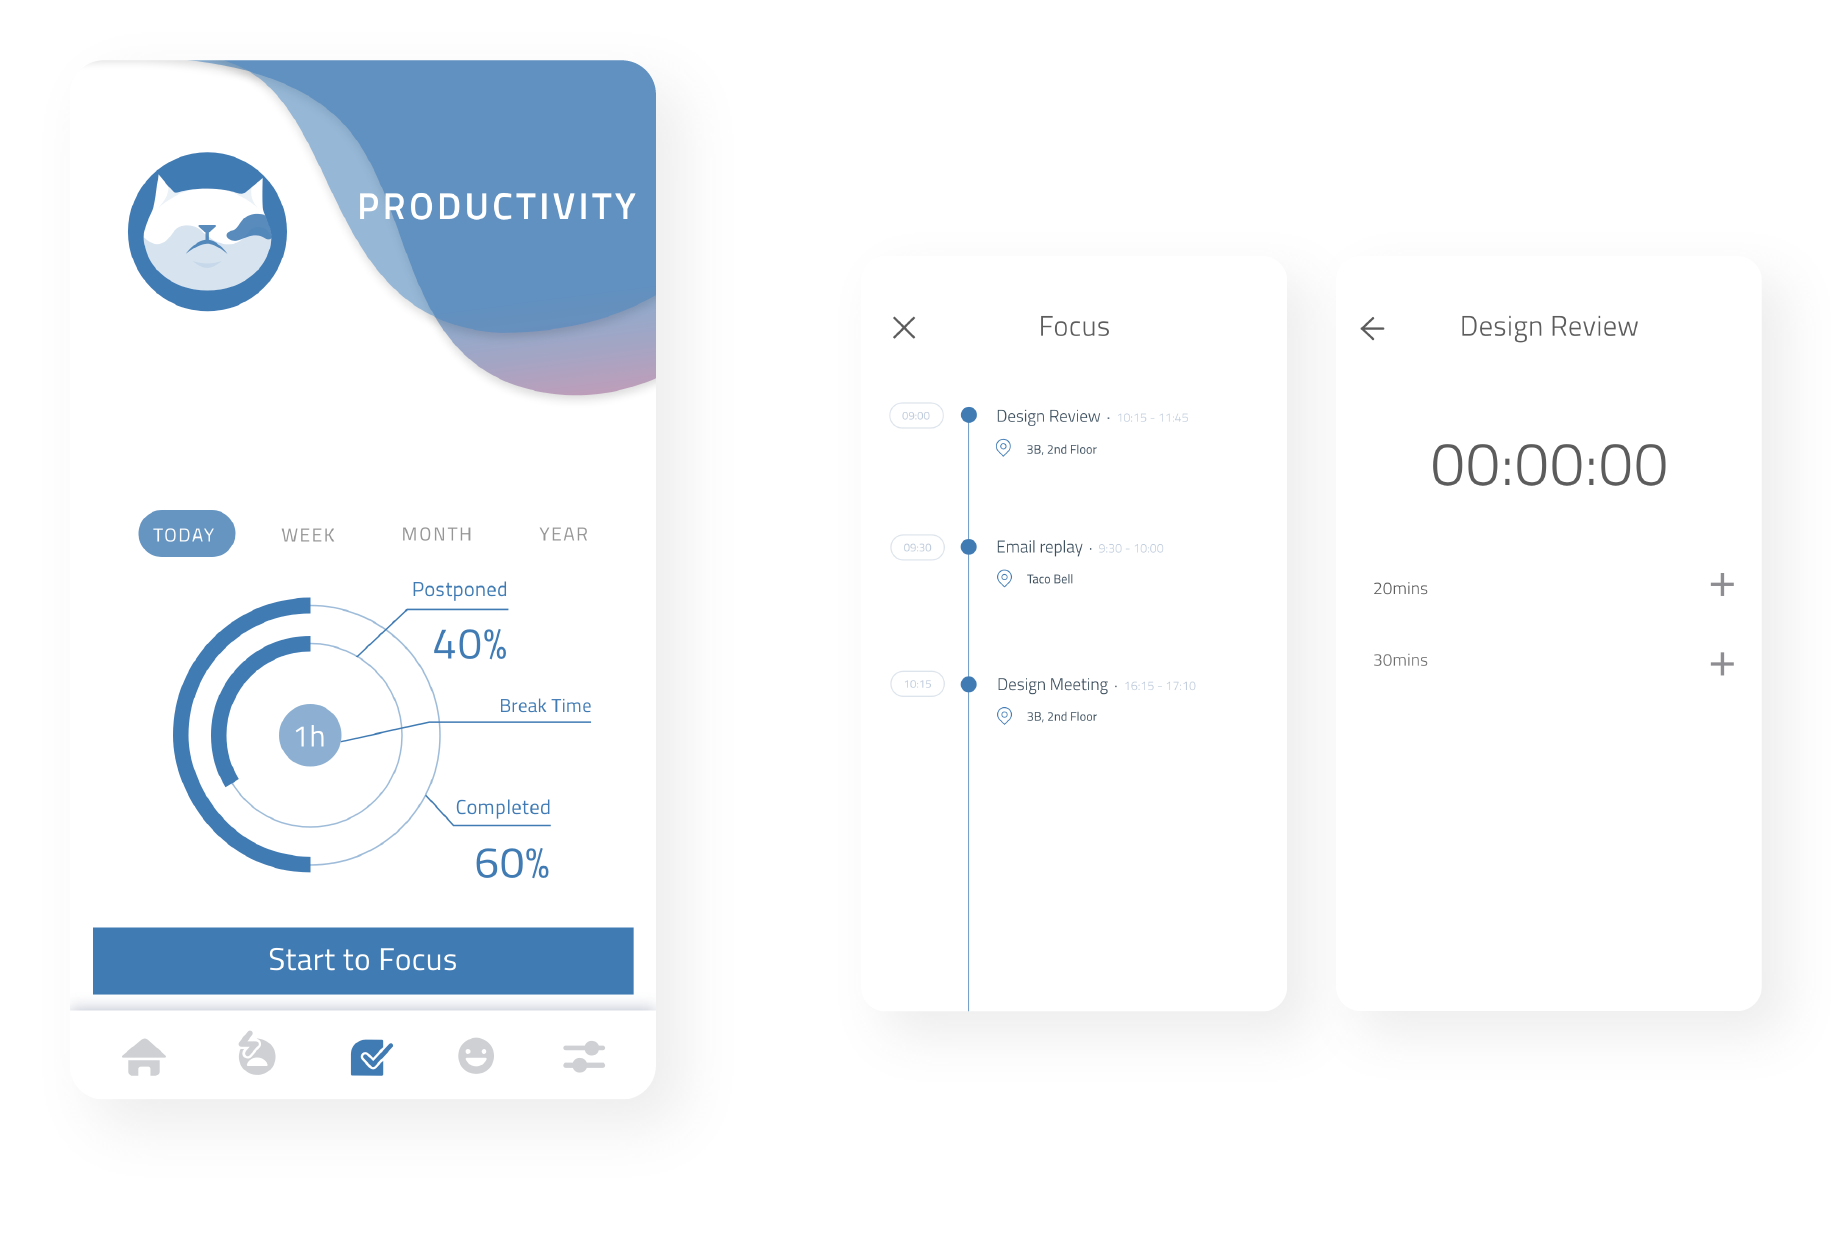 PRODUCTIVITY
TODAY WEEK MONTH YEAR
Postponed
40%
Break Time
1h
Completed
60%
Start to Focus
Focus
09:00 Design Review · 10:15 - 11:45
3B, 2nd Floor
09:30 Email replay · 9:30 - 10:00
Taco Bell
10:15 Design Meeting · 16:15 - 17:10
3B, 2nd Floor
Design Review
00:00:00
20mins +
30mins +